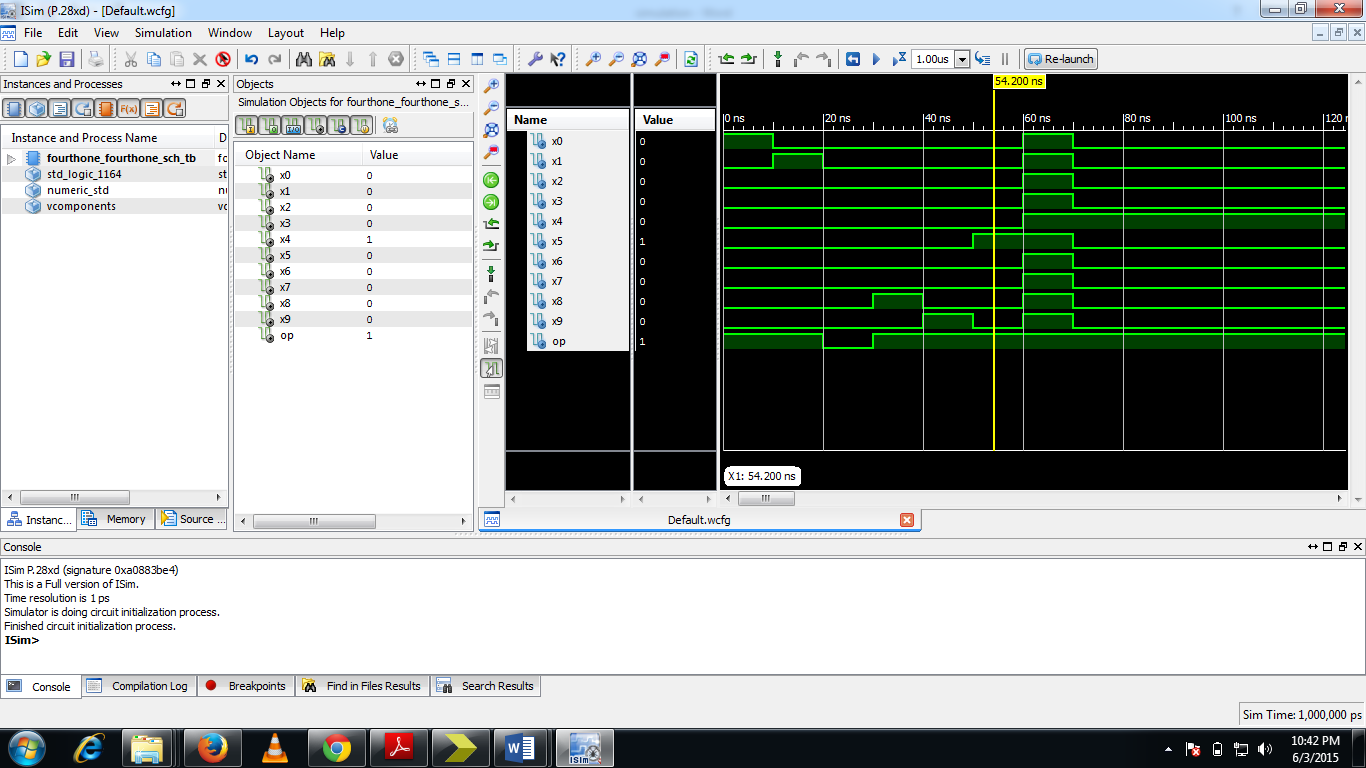 ISim (P.28xd) - [Default.wcfg]
File Edit View Simulation Window Layout Help
1.00us
Re-launch
Instances and Processes
Instance and Process Name D
fourthone_fourthone_sch_tb fo
std_logic_1164 st
numeric_std nu
vcomponents vc
Instanc... Memory Source ...
Objects
Simulation Objects for fourthone_fourthone_s...
Object Name Value
x0 0
x1 0
x2 0
x3 0
x4 1
x5 0
x6 0
x7 0
x8 0
x9 0
op 1
Name Value
x0 0
x1 0
x2 0
x3 0
x4 0
x5 1
x6 0
x7 0
x8 0
x9 0
op 1
54.200 ns
0 ns 20 ns 40 ns 60 ns 80 ns 100 ns 120 n
X1: 54.200 ns
Default.wcfg
Console
ISim P.28xd (signature 0xa0883be4)
This is a Full version of ISim.
Time resolution is 1 ps
Simulator is doing circuit initialization process.
Finished circuit initialization process.
ISim>
Console Compilation Log Breakpoints Find in Files Results Search Results
Sim Time: 1,000,000 ps
ISim
10:42 PM
6/3/2015